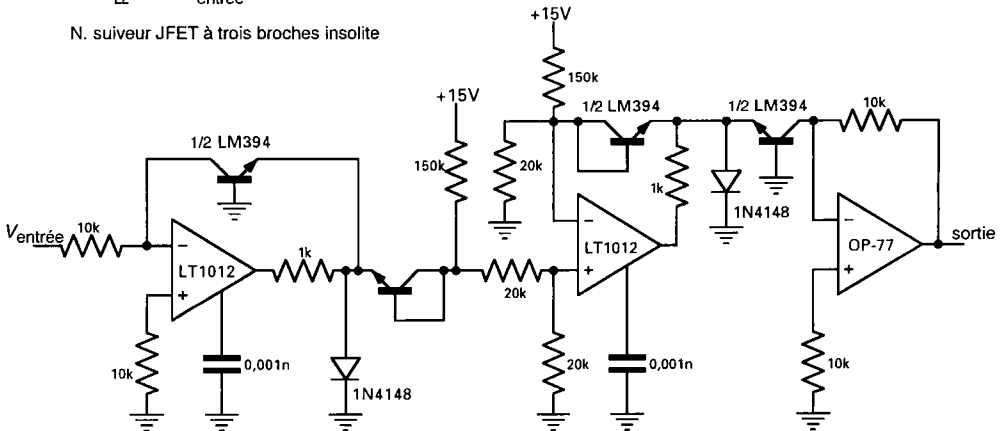 LL entrée
N. suiveur JFET à trois broches insolite
+15V
150k
+15V
1/2 LM394
1/2 LM394
10k
1/2 LM394
150k
20k
1k
1N4148
Ventrée
10k
−
LT1012
+
1k
20k
−
LT1012
+
−
OP-77
+
sortie
10k
0,001n
1N4148
20k
0,001n
10k